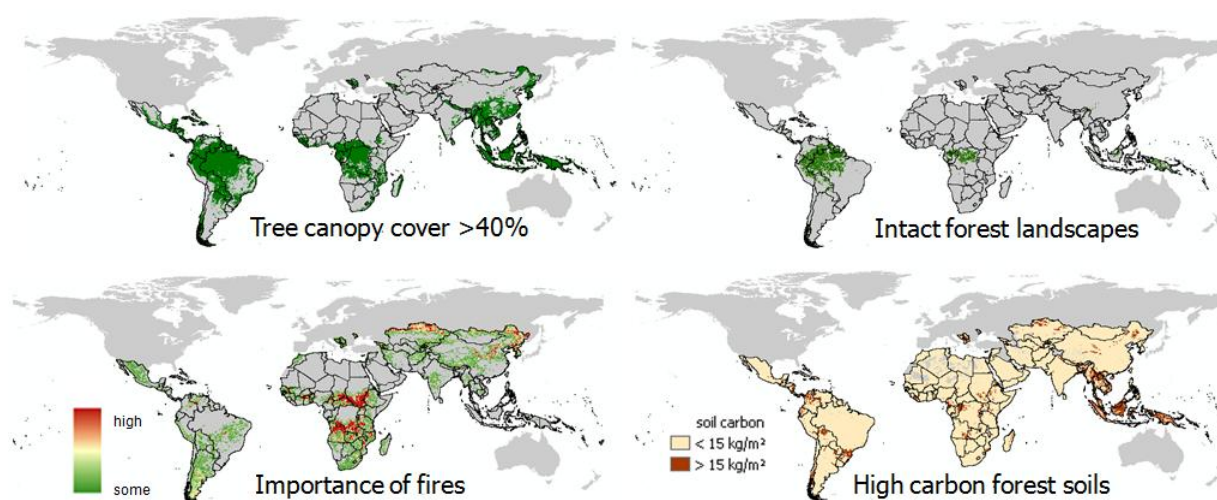 Tree canopy cover >40%
Intact forest landscapes
high
some
Importance of fires
soil carbon
< 15 kg/m²
> 15 kg/m²
High carbon forest soils